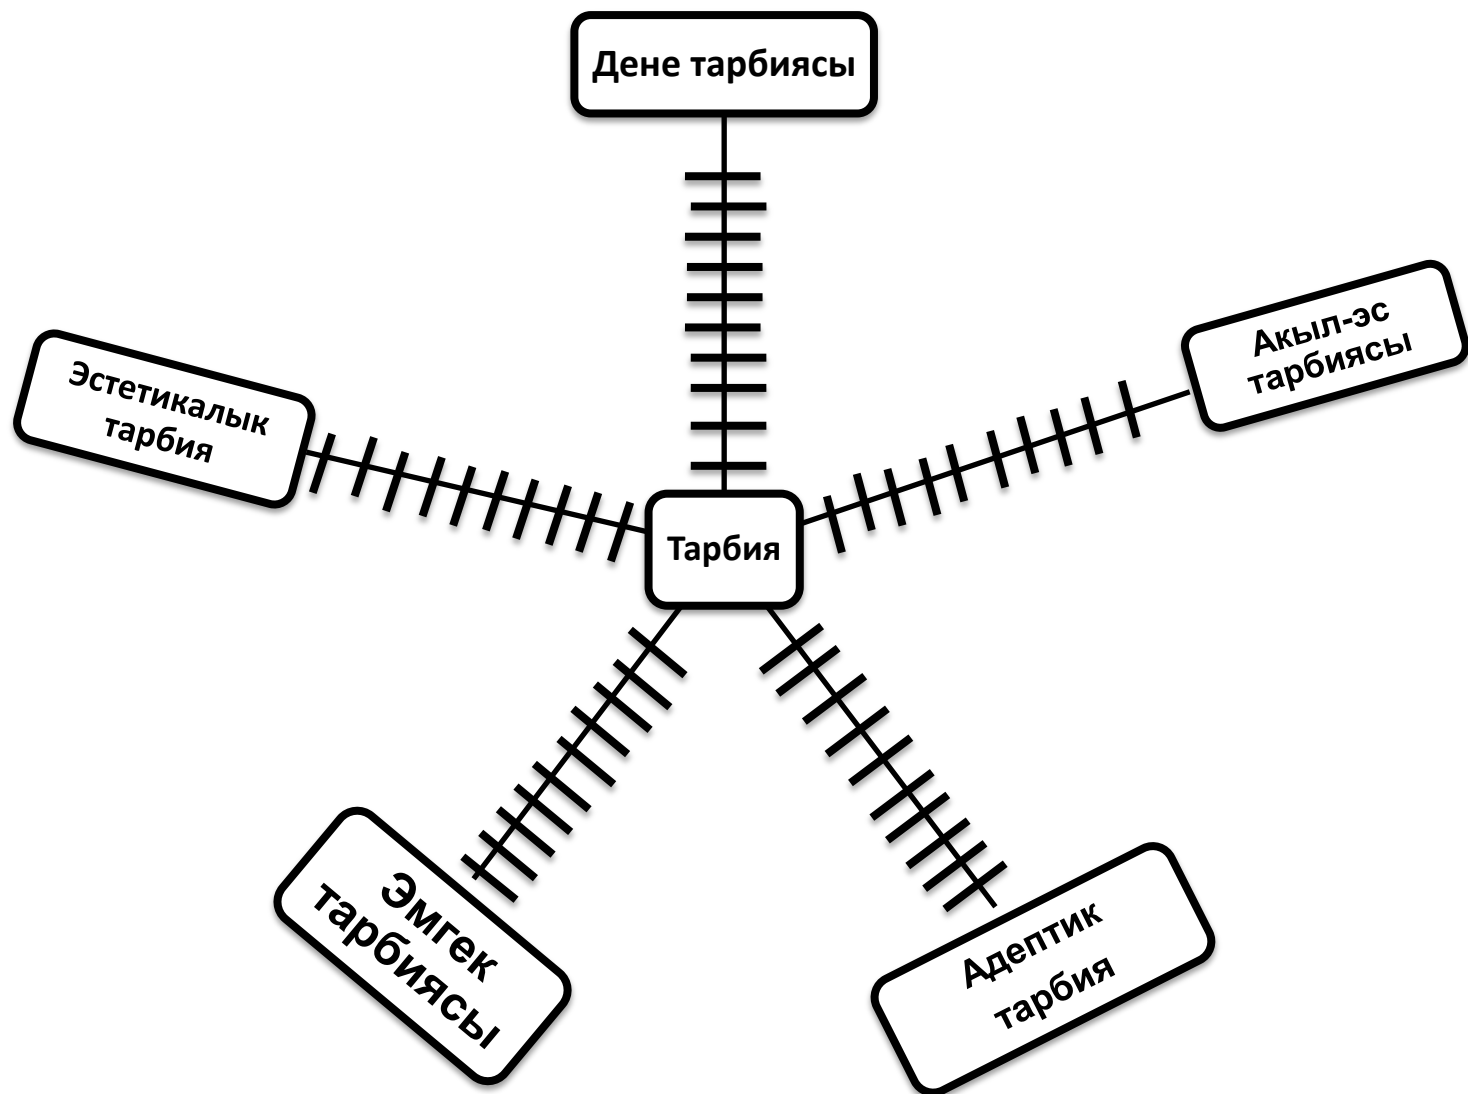 Дене тарбиясы
Акыл-эс
тарбиясы
Эстетикалык
тарбия
Тарбия
Эмгек
тарбиясы
Адептик
тарбия